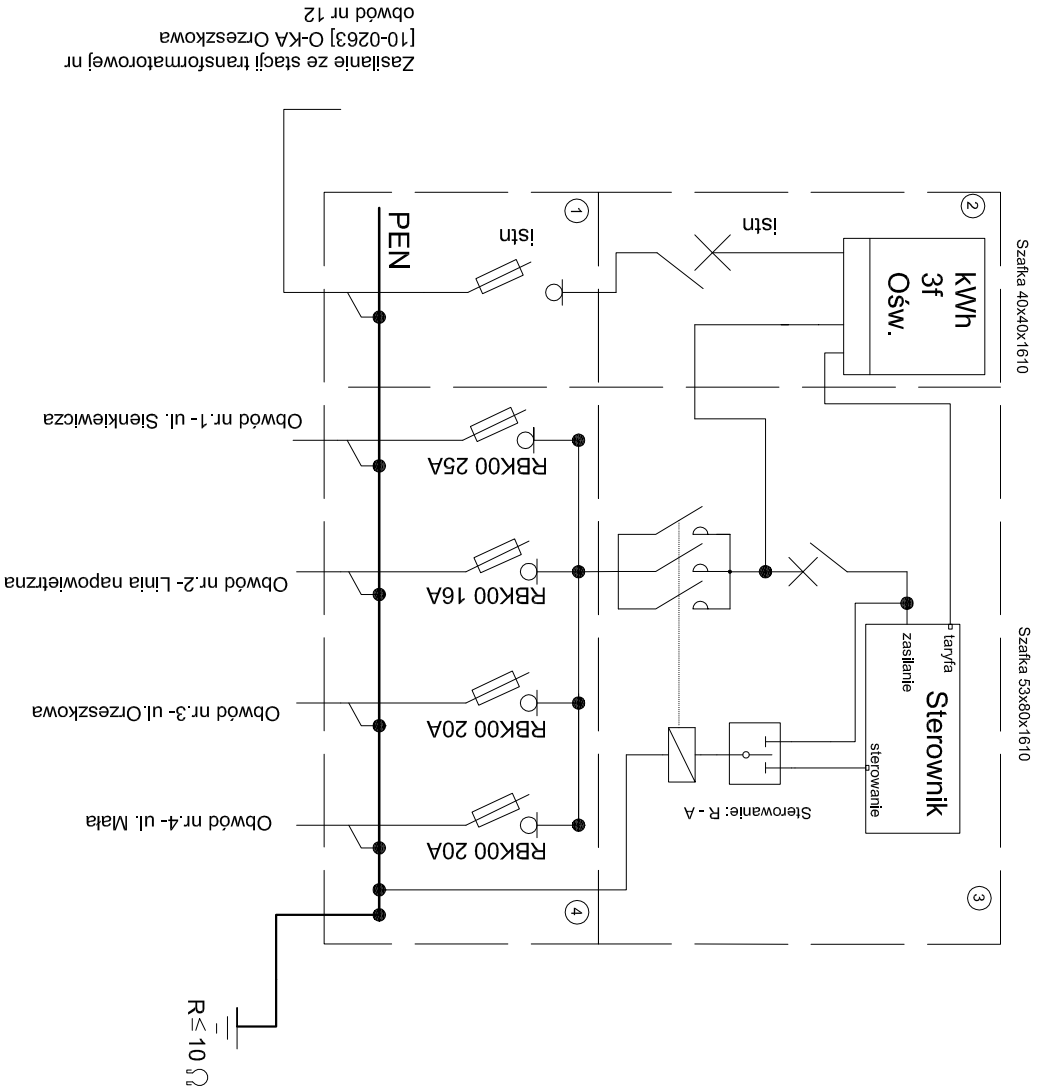 Zasilanie ze stacji transformatorowej nr
[10-0263] O-KA Orzeszkowa
obwód nr 12
Szafka 40x40x1610
Szafka 53x80x1610
1
2
3
4
PEN
istn
istn
kWh
3f
Ośw.
Obwód nr.1- ul. Sienkiewicza
RBK00 25A
Obwód nr.2- Linia napowietrzna
RBK00 16A
Obwód nr.3- ul.Orzeszkowa
RBK00 20A
Obwód nr.4- ul. Mała
RBK00 20A
taryfa
zasilanie
Sterownik
sterowanie
Sterowanie: R - A
R≤ 10 Ω